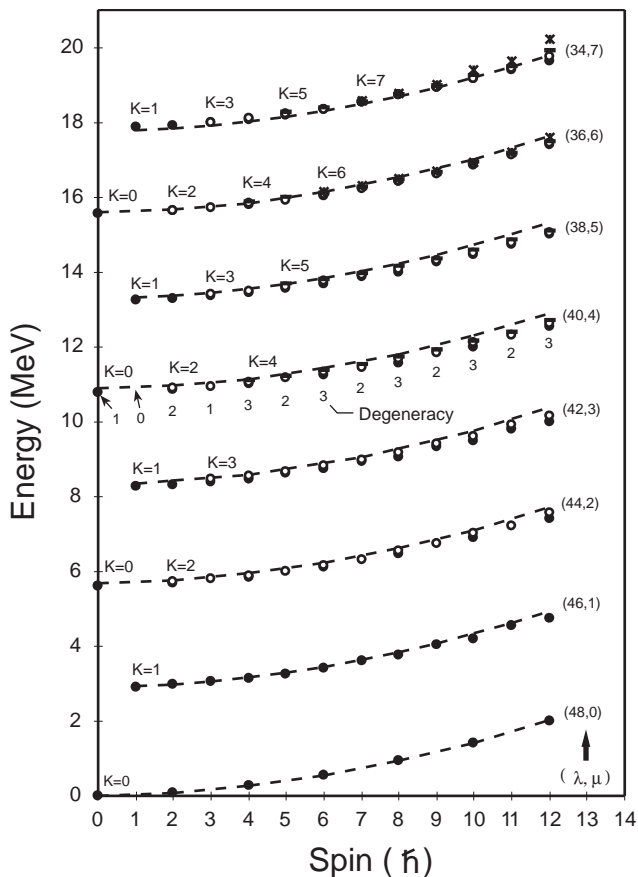 20
18
16
14
12
10
8
6
4
2
0
Energy (MeV)
K=1 K=3 K=5 K=7 (34,7)
K=0 K=2 K=4 K=6 (36,6)
K=1 K=3 K=5 (38,5)
K=0 K=2 K=4 (40,4)
1 0 2 1 3 2 3 2 3 2 3 2 3
Degeneracy
K=1 K=3 (42,3)
K=0 K=2 (44,2)
K=1 (46,1)
K=0 (48,0)
( λ, μ )
0 1 2 3 4 5 6 7 8 9 10 11 12 13 14
Spin ( ℏ )